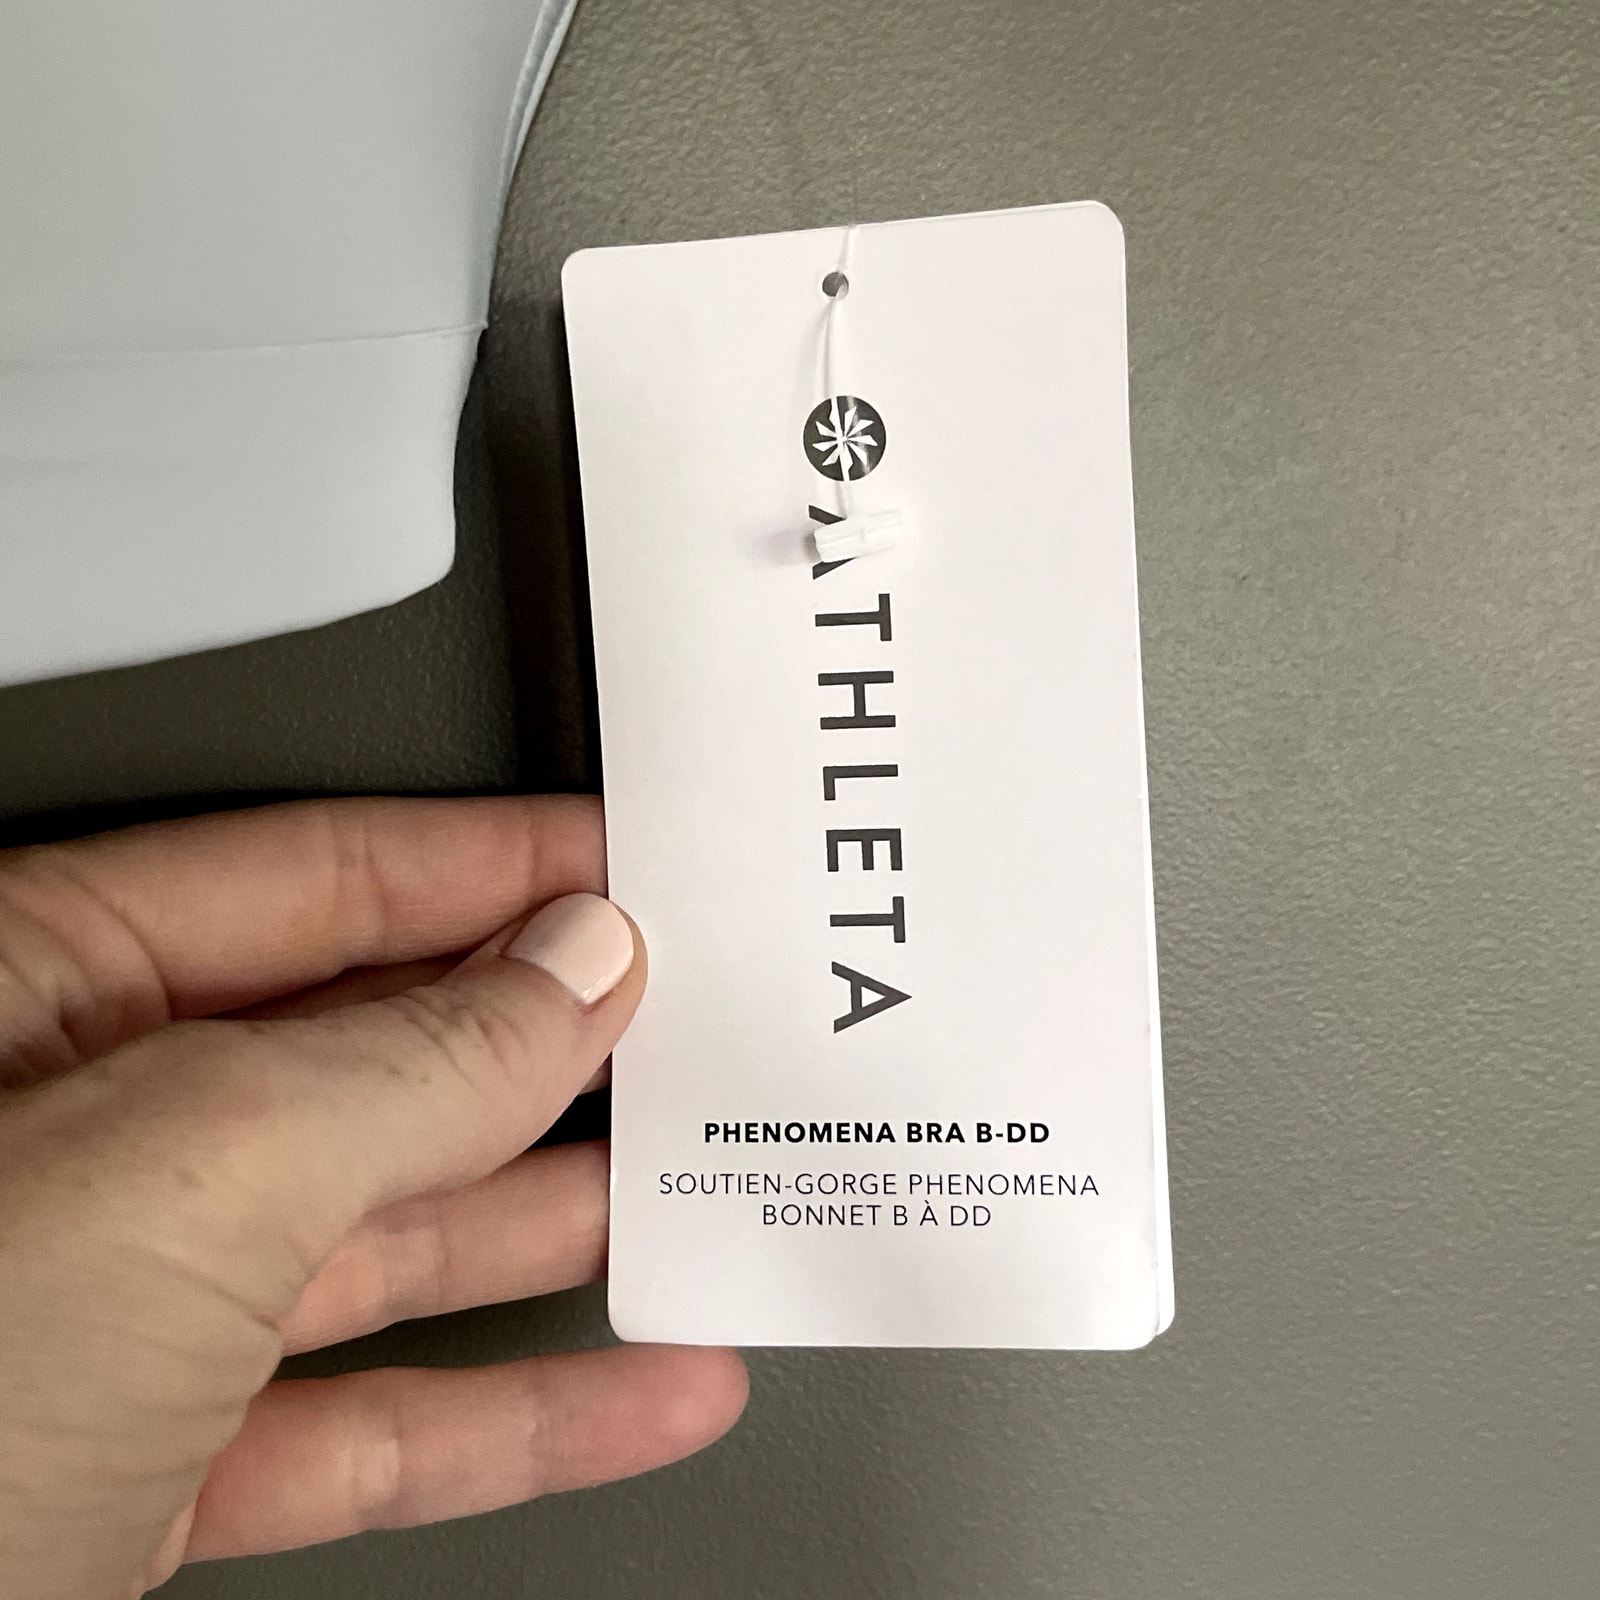 ATHLETA
PHENOMENA BRA B-DD
SOUTIEN-GORGE PHENOMENA
BONNET B À DD